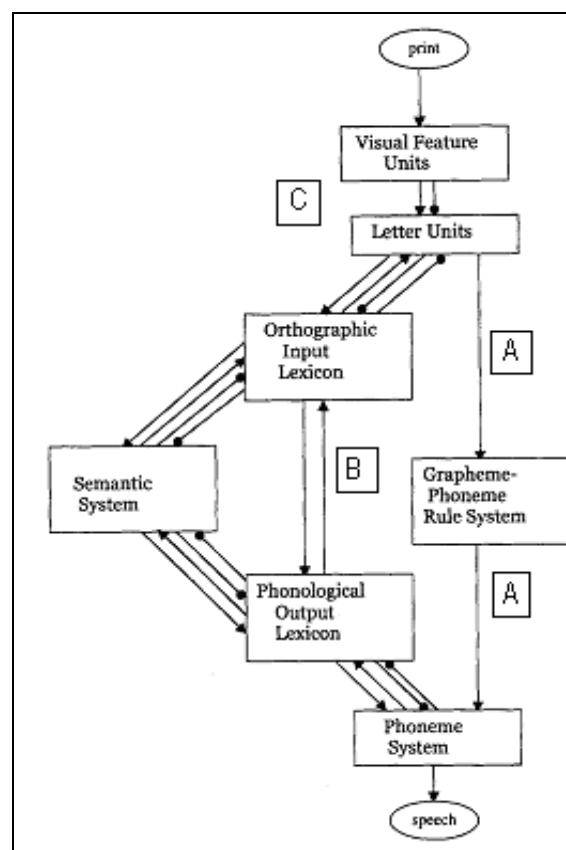 print
Visual Feature
Units
C
Letter Units
Orthographic
Input
Lexicon
A
B
Semantic
System
Grapheme-
Phoneme
Rule System
Phonological
Output
Lexicon
A
Phoneme
System
speech